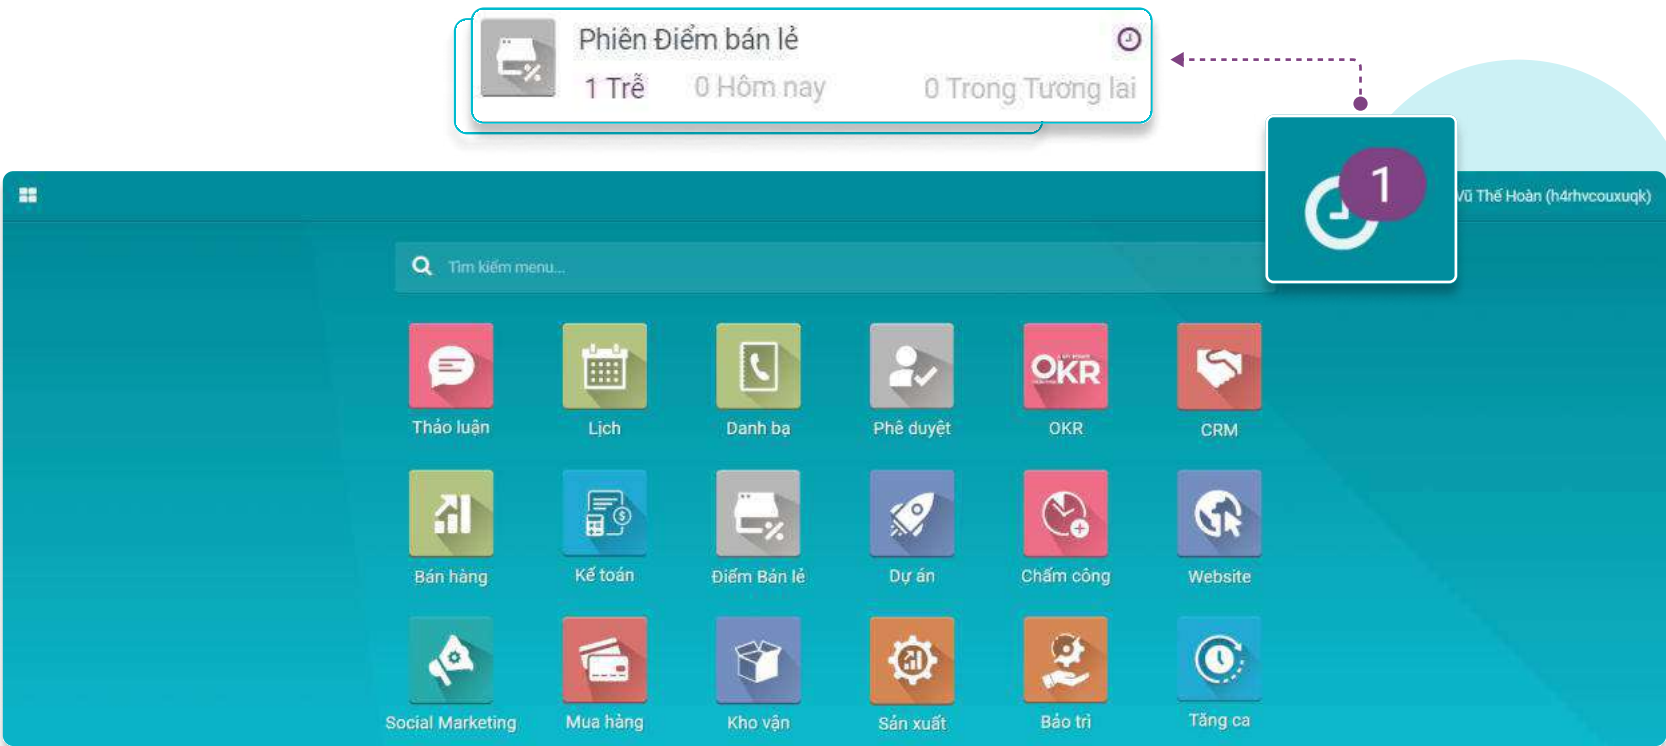 Phiên Điểm bán lẻ
1 Trễ 0 Hôm nay 0 Trong Tương lai
1
Vũ Thế Hoàn (h4rhvcouxuqk)
Tìm kiếm menu...
OKR
Thảo luận Lịch Danh bạ Phê duyệt OKR CRM
Bán hàng Kế toán Điểm Bán lẻ Dự án Chấm công Website
Social Marketing Mua hàng Kho vận Sản xuất Bảo trì Tăng ca